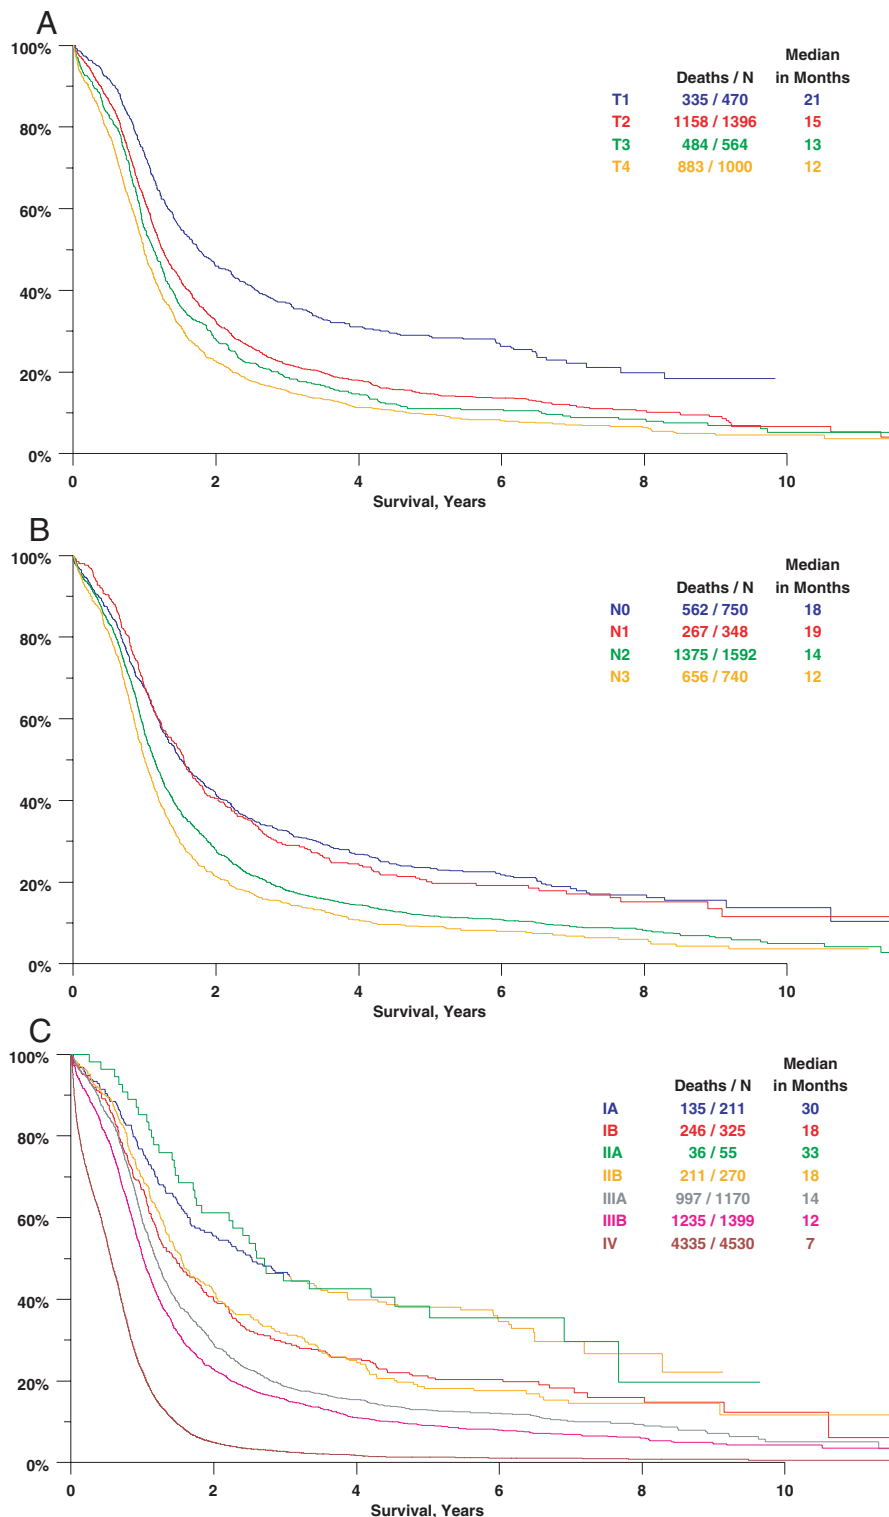 A
100%
80%
60%
40%
20%
0%
Median
Deaths / N in Months
T1 335 / 470 21
T2 1158 / 1396 15
T3 484 / 564 13
T4 883 / 1000 12
0 2 4 6 8 10
Survival, Years
B
100%
80%
60%
40%
20%
0%
Median
Deaths / N in Months
N0 562 / 750 18
N1 267 / 348 19
N2 1375 / 1592 14
N3 656 / 740 12
0 2 4 6 8 10
Survival, Years
C
100%
80%
60%
40%
20%
0%
Median
Deaths / N in Months
IA 135 / 211 30
IB 246 / 325 18
IIA 36 / 55 33
IIB 211 / 270 18
IIIA 997 / 1170 14
IIIB 1235 / 1399 12
IV 4335 / 4530 7
0 2 4 6 8 10
Survival, Years